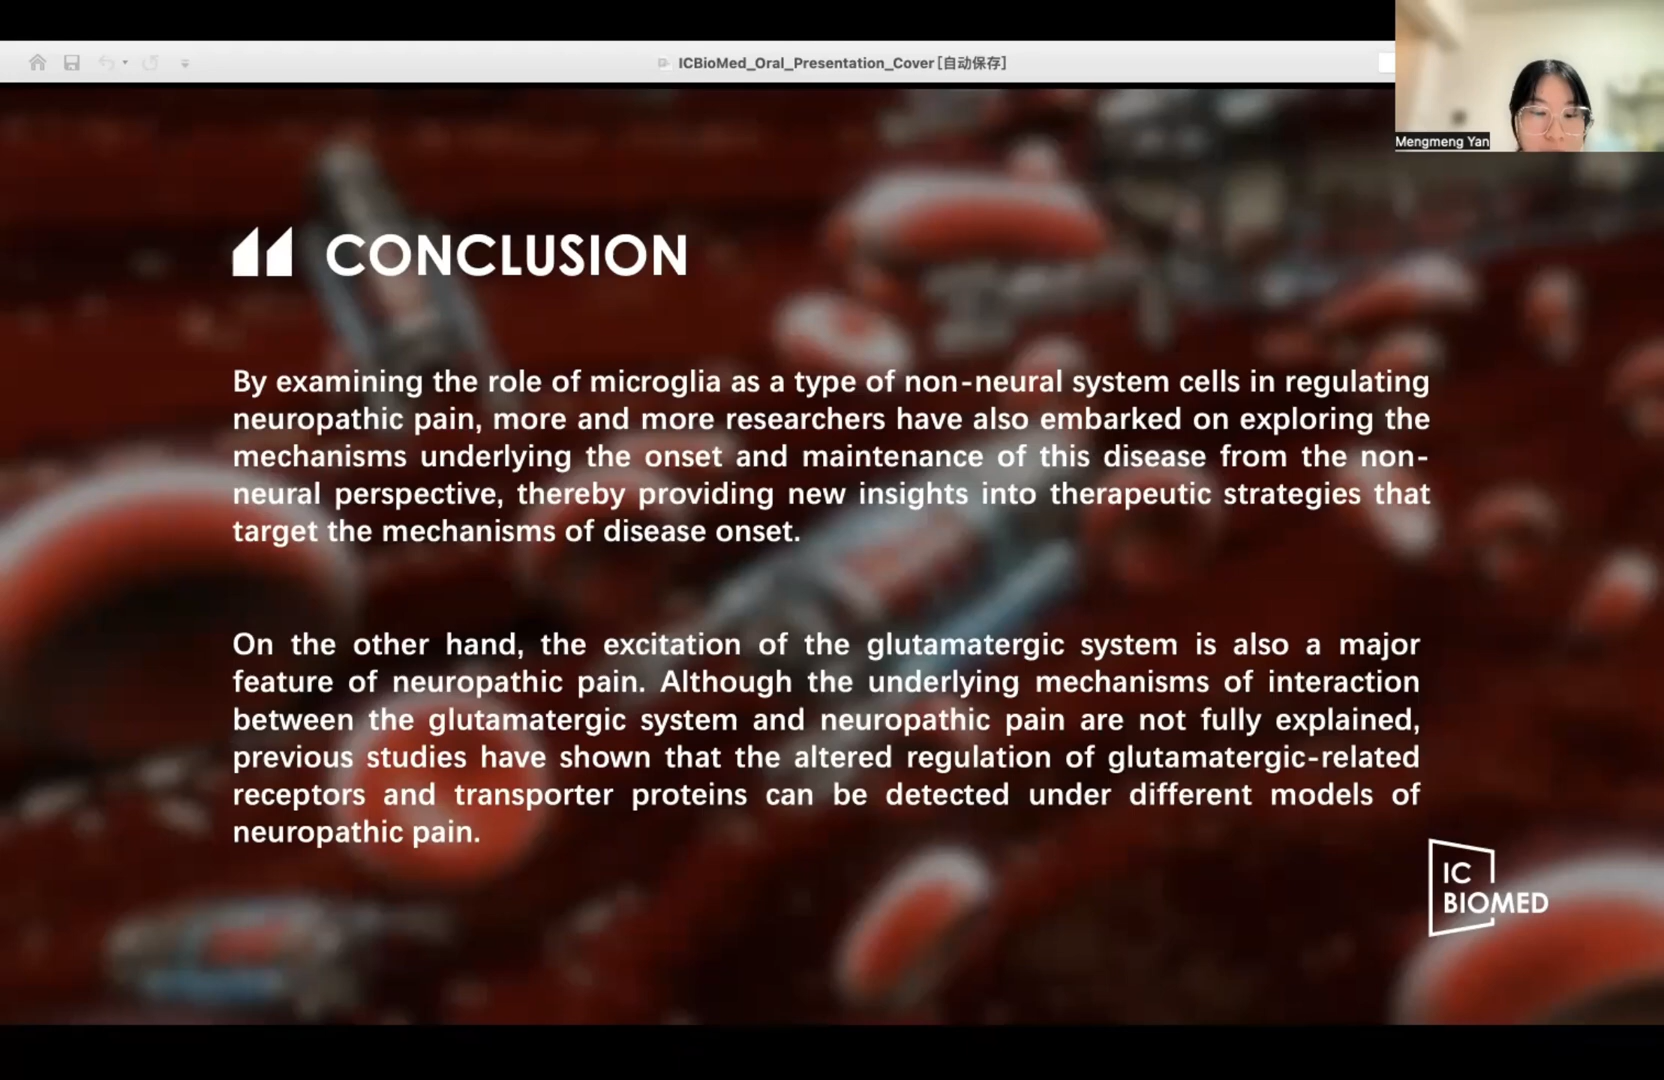 ICBioMed_Oral_Presentation_Cover[自动保存]
Mengmeng Yan
CONCLUSION
By examining the role of microglia as a type of non-neural system cells in regulating
neuropathic pain, more and more researchers have also embarked on exploring the
mechanisms underlying the onset and maintenance of this disease from the non-
neural perspective, thereby providing new insights into therapeutic strategies that
target the mechanisms of disease onset.
On the other hand, the excitation of the glutamatergic system is also a major
feature of neuropathic pain. Although the underlying mechanisms of interaction
between the glutamatergic system and neuropathic pain are not fully explained,
previous studies have shown that the altered regulation of glutamatergic-related
receptors and transporter proteins can be detected under different models of
neuropathic pain.
IC
BIOMED